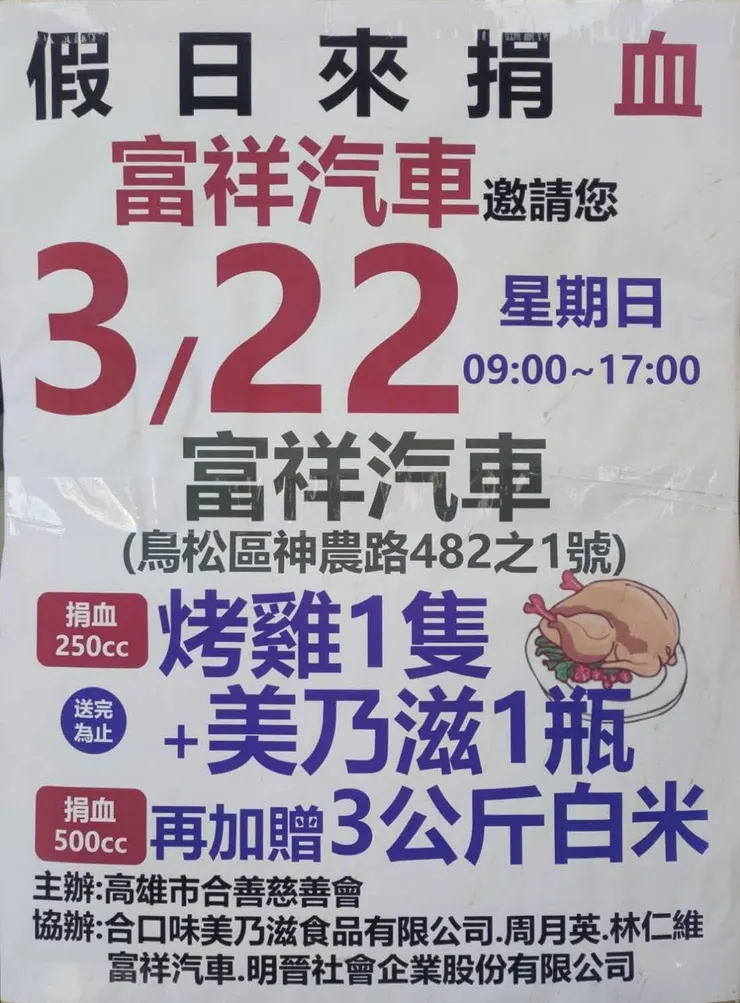 假日來捐血
富祥汽車邀請您
3/22 星期日
09:00~17:00
富祥汽車
(鳥松區神農路482之1號)
捐血
250cc
烤雞1隻
送完
為止
+美乃滋1瓶
捐血
500cc
再加贈3公斤白米
主辦:高雄市合善慈善會
協辦:合口味美乃滋食品有限公司.周月英.林仁維
富祥汽車.明晉社會企業股份有限公司